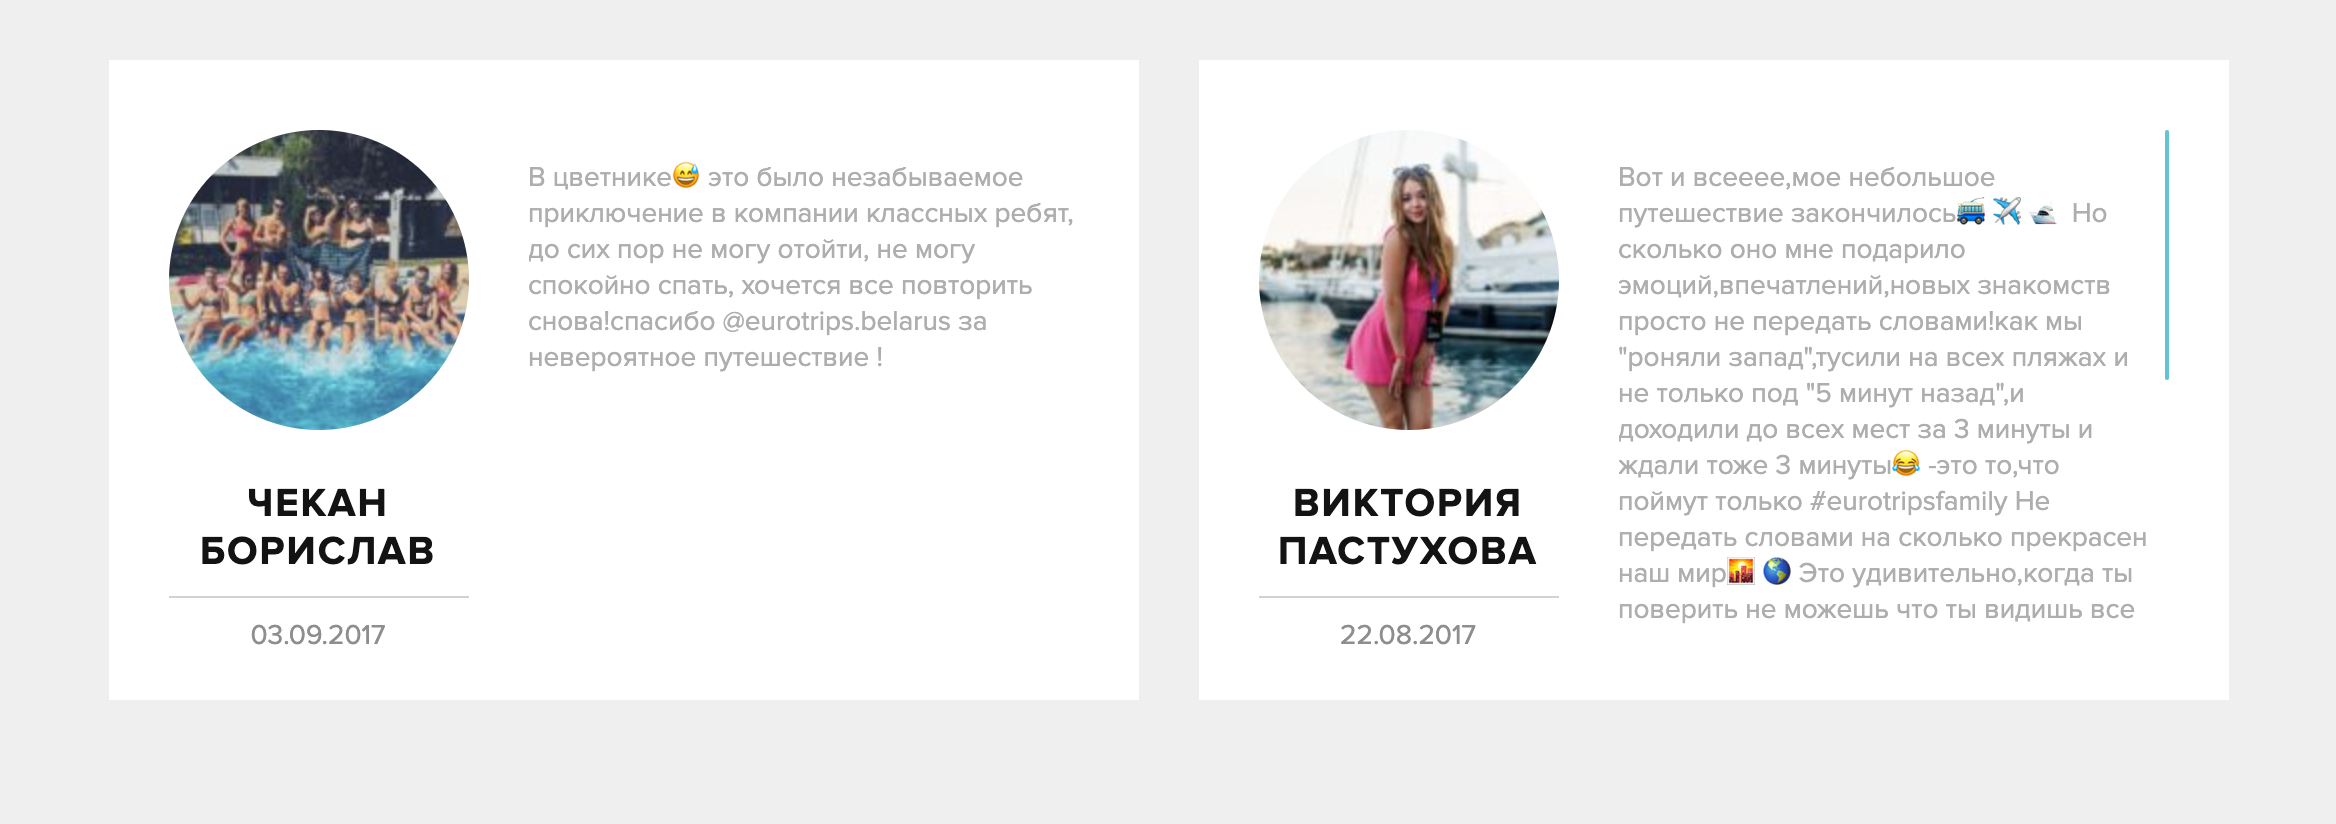 В цветнике😅 это было незабываемое
приключение в компании классных ребят,
до сих пор не могу отойти, не могу
спокойно спать, хочется все повторить
снова!спасибо @eurotrips.belarus за
невероятное путешествие !
ЧЕКАН
БОРИСЛАВ
03.09.2017
Вот и всееее,мое небольшое
путешествие закончилось🚎 ✈️ 🛥 Но
сколько оно мне подарило
эмоций,впечатлений,новых знакомств
просто не передать словами!как мы
"роняли запад",тусили на всех пляжах и
не только под "5 минут назад",и
доходили до всех мест за 3 минуты и
ждали тоже 3 минуты😂 -это то,что
поймут только #eurotripsfamily Не
передать словами на сколько прекрасен
наш мир🌇 🌎 Это удивительно,когда ты
поверить не можешь что ты видишь все
ВИКТОРИЯ
ПАСТУХОВА
22.08.2017